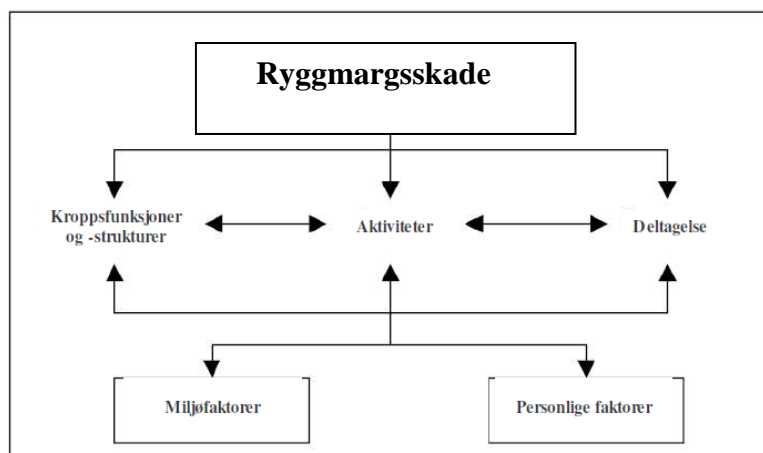 Ryggmargsskade
Kroppsfunksjoner
og -strukturer
Aktiviteter
Deltagelse
Miljøfaktorer
Personlige faktorer